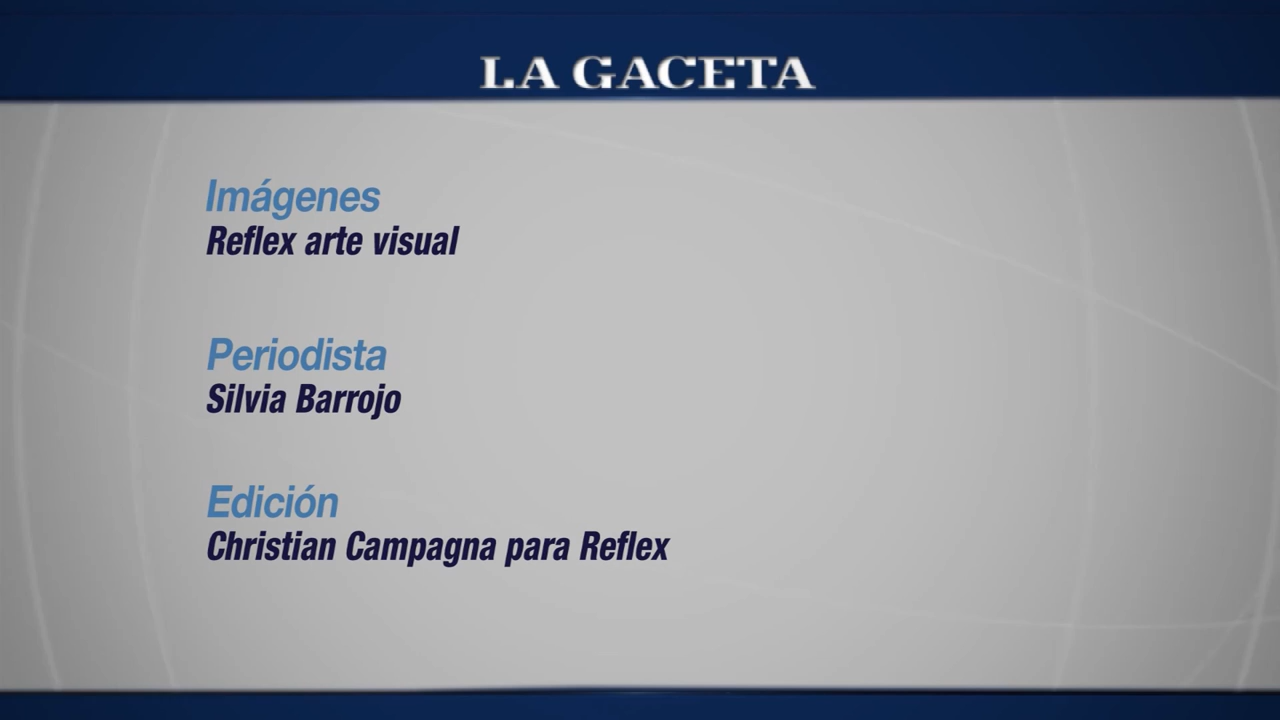 LA GACETA
Imágenes
Reflex arte visual
Periodista
Silvia Barrojo
Edición
Christian Campagna para Reflex